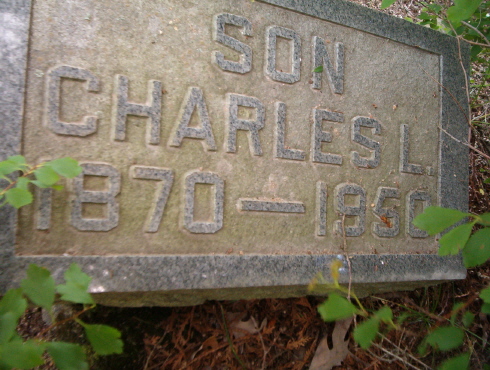 SON
CHARLES L.
1870 — 1950